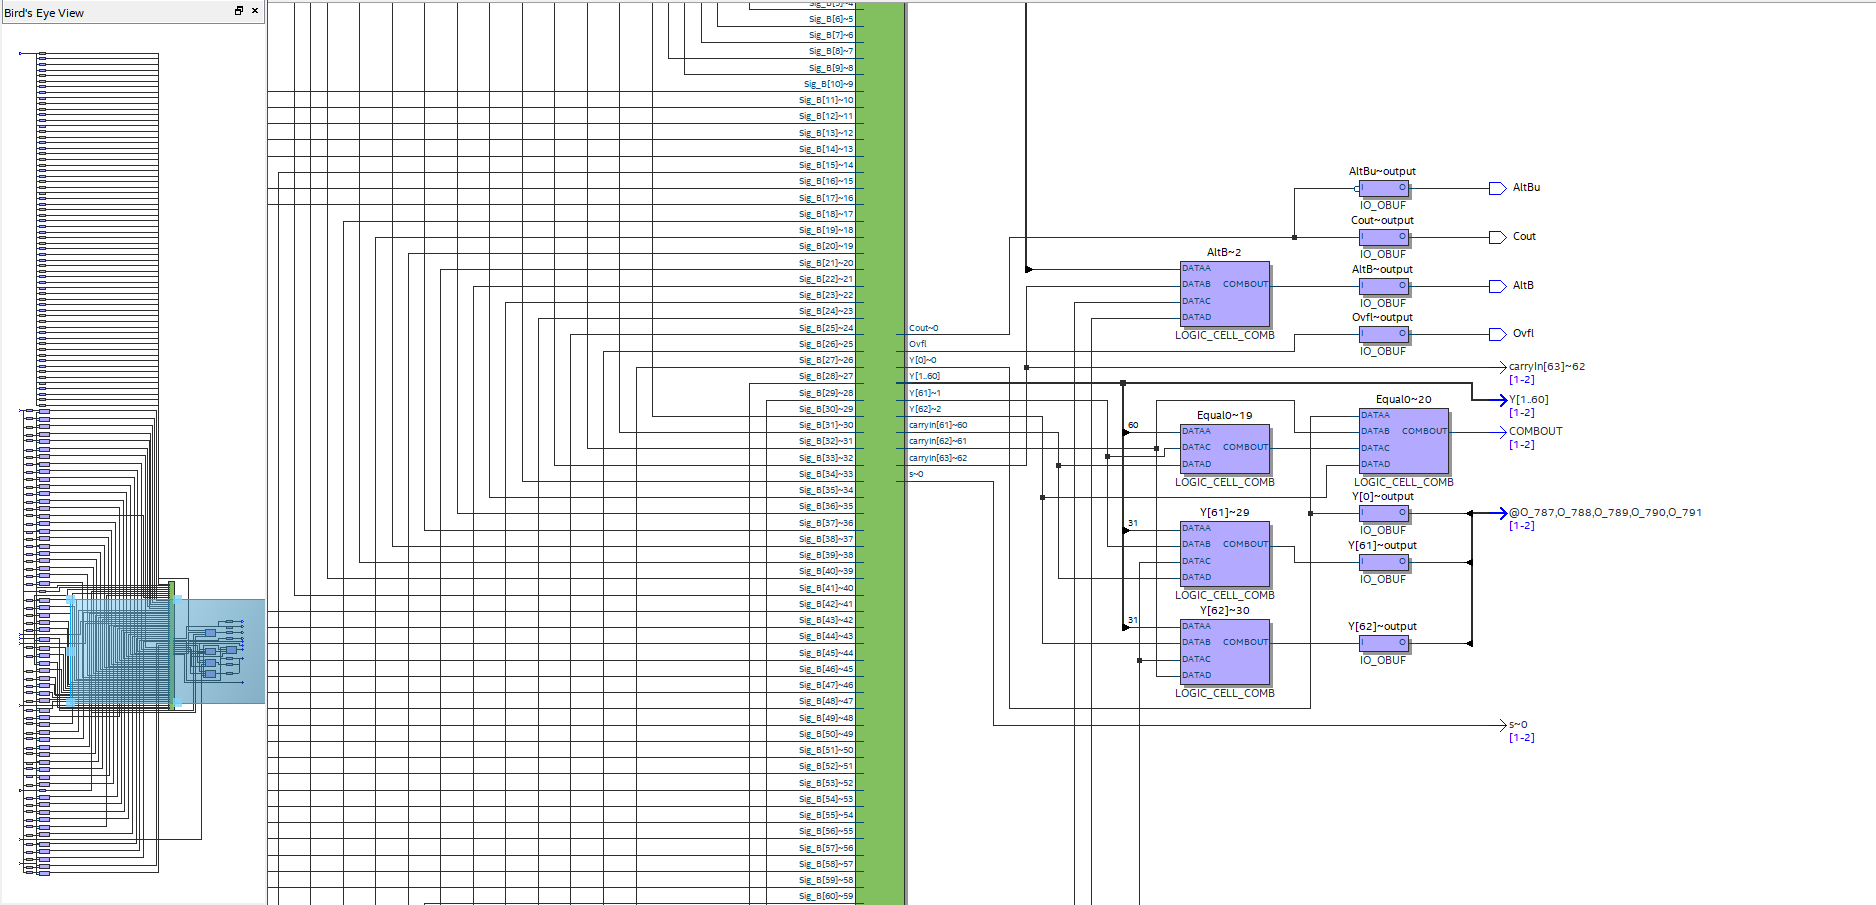 Bird's Eye View
Sig_B[5]~4
Sig_B[6]~5
Sig_B[7]~6
Sig_B[8]~7
Sig_B[9]~8
Sig_B[10]~9
Sig_B[11]~10
Sig_B[12]~11
Sig_B[13]~12
Sig_B[14]~13
Sig_B[15]~14
Sig_B[16]~15
Sig_B[17]~16
Sig_B[18]~17
Sig_B[19]~18
Sig_B[20]~19
Sig_B[21]~20
Sig_B[22]~21
Sig_B[23]~22
Sig_B[24]~23
Sig_B[25]~24
Sig_B[26]~25
Sig_B[27]~26
Sig_B[28]~27
Sig_B[29]~28
Sig_B[30]~29
Sig_B[31]~30
Sig_B[32]~31
Sig_B[33]~32
Sig_B[34]~33
Sig_B[35]~34
Sig_B[36]~35
Sig_B[37]~36
Sig_B[38]~37
Sig_B[39]~38
Sig_B[40]~39
Sig_B[41]~40
Sig_B[42]~41
Sig_B[43]~42
Sig_B[44]~43
Sig_B[45]~44
Sig_B[46]~45
Sig_B[47]~46
Sig_B[48]~47
Sig_B[49]~48
Sig_B[50]~49
Sig_B[51]~50
Sig_B[52]~51
Sig_B[53]~52
Sig_B[54]~53
Sig_B[55]~54
Sig_B[56]~55
Sig_B[57]~56
Sig_B[58]~57
Sig_B[59]~58
Sig_B[60]~59
Cout~0
Ovfl
Y[0]~0
Y[1..60]
Y[61]~1
Y[62]~2
carryIn[61]~60
carryIn[62]~61
carryIn[63]~62
s~0
AltB~2
DATAA
DATAB COMBOUT
DATAC
DATAD
LOGIC_CELL_COMB
60
Equal0~19
DATAA
DATAC COMBOUT
DATAD
LOGIC_CELL_COMB
31
Y[61]~29
DATAA
DATAB COMBOUT
DATAC
DATAD
LOGIC_CELL_COMB
31
Y[62]~30
DATAA
DATAB COMBOUT
DATAC
DATAD
LOGIC_CELL_COMB
AltBu~output
I O
IO_OBUF
AltBu
Cout~output
I O
IO_OBUF
Cout
AltB~output
I O
IO_OBUF
AltB
Ovfl~output
I O
IO_OBUF
Ovfl
carryIn[63]~62
[1-2]
Equal0~20
DATAA
DATAB COMBOUT
DATAC
DATAD
LOGIC_CELL_COMB
Y[1..60]
[1-2]
COMBOUT
[1-2]
Y[0]~output
I O
IO_OBUF
@O_787,O_788,O_789,O_790,O_791
[1-2]
Y[61]~output
I O
IO_OBUF
Y[62]~output
I O
IO_OBUF
s~0
[1-2]